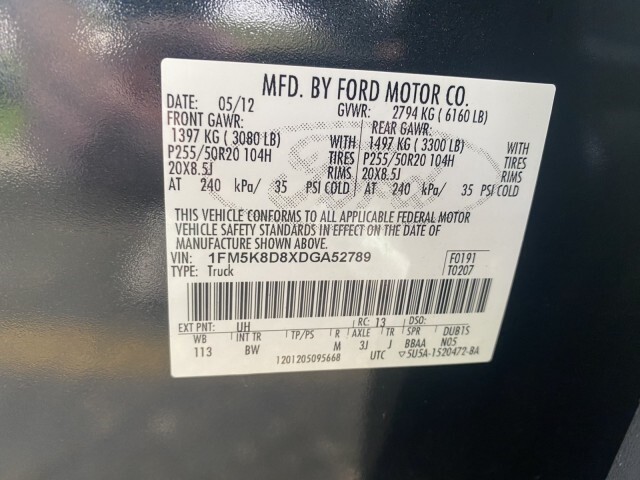 MFD. BY FORD MOTOR CO.
DATE: 05/12 GVWR: 2794 KG ( 6160 LB)
FRONT GAWR: REAR GAWR:
1397 KG ( 3080 LB) WITH 1497 KG ( 3300 LB) WITH
P255/50R20 104H TIRES P255/50R20 104H TIRES
20X8.5J RIMS 20X8.5J RIMS
AT 240 kPa/ 35 PSI COLD AT 240 kPa/ 35 PSI COLD
THIS VEHICLE CONFORMS TO ALL APPLICABLE FEDERAL MOTOR
VEHICLE SAFETY STANDARDS IN EFFECT ON THE DATE OF
MANUFACTURE SHOWN ABOVE.
VIN: 1FM5K8D8XDGA52789 F0191
TYPE: Truck T0207
Ford
EXT PNT: UH RC: 13 DSO:
WB INT TR TP/PS R AXLE TR SPR DUB1S
113 BW M 3J J BBAA N05
1201205095668 UTC 5U5A-1520472-BA